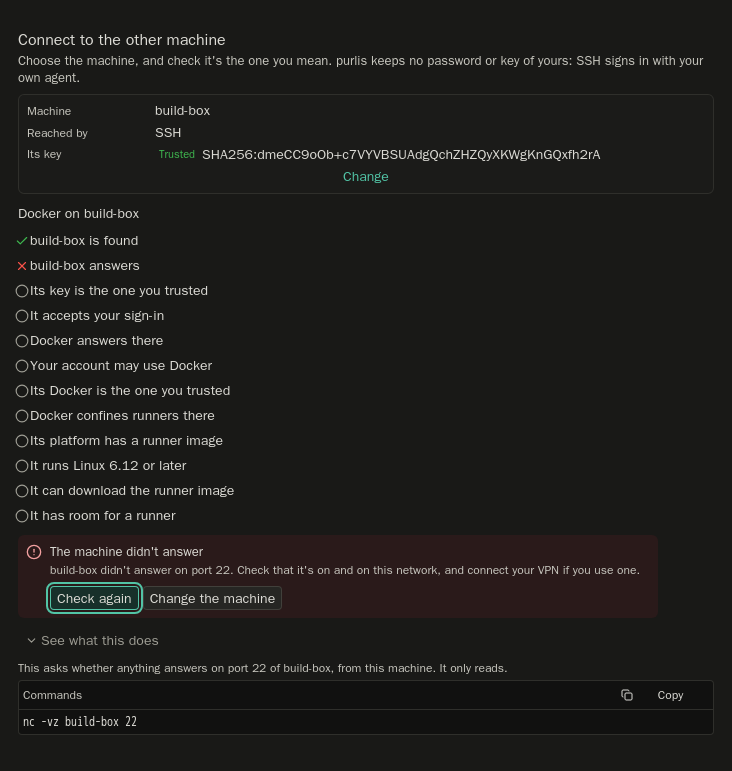 Connect to the other machine
Choose the machine, and check it's the one you mean. purlis keeps no password or key of yours: SSH signs in with your
own agent.
Machine build-box
Reached by SSH
Its key Trusted SHA256:dmeCC9oOb+c7VYVBSUAdgQchZHZQyXKWgKnGQxfh2rA
Change
Docker on build-box
build-box is found
build-box answers
Its key is the one you trusted
It accepts your sign-in
Docker answers there
Your account may use Docker
Its Docker is the one you trusted
Docker confines runners there
Its platform has a runner image
It runs Linux 6.12 or later
It can download the runner image
It has room for a runner
The machine didn't answer
build-box didn't answer on port 22. Check that it's on and on this network, and connect your VPN if you use one.
Check again Change the machine
See what this does
This asks whether anything answers on port 22 of build-box, from this machine. It only reads.
Commands Copy
nc -vz build-box 22